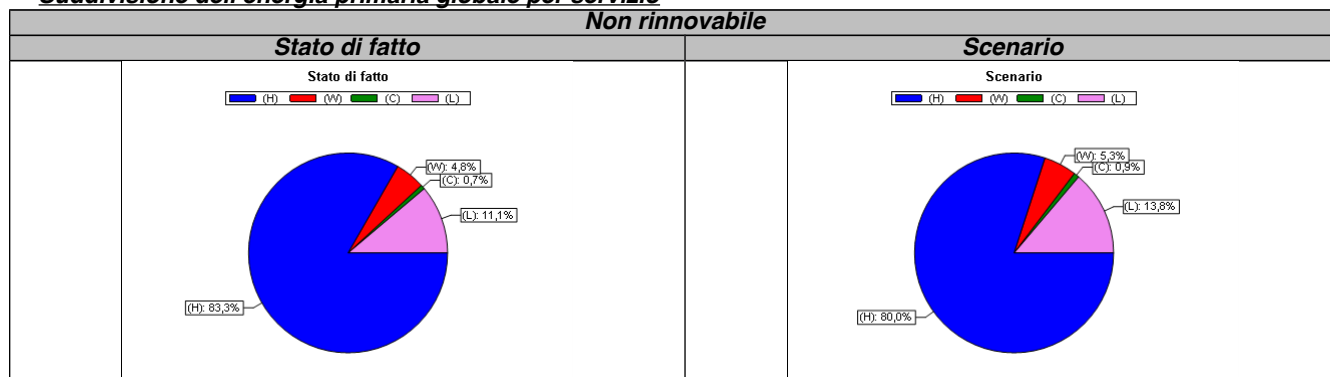 Suddivisione dell'energia primaria globale per servizio
Non rinnovabile
Stato di fatto
Scenario
Stato di fatto
(H) (W) (C) (L)
(W): 4,8%
(C): 0,7%
(L): 11,1%
(H): 83,3%
Scenario
(H) (W) (C) (L)
(W): 5,3%
(C): 0,9%
(L): 13,8%
(H): 80,0%